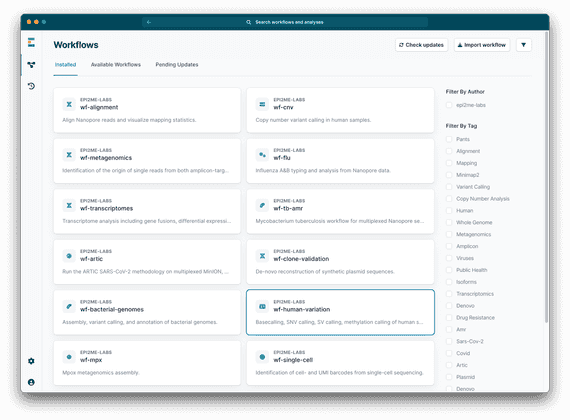 Search workflows and analyses
Workflows
Check updates
Import workflow
Installed
Available Workflows
Pending Updates
EPI2ME-LABS
wf-alignment
Align Nanopore reads and visualize mapping statistics.
EPI2ME-LABS
wf-cnv
Copy number variant calling in human samples.
EPI2ME-LABS
wf-metagenomics
Identification of the origin of single reads from both amplicon-targ...
EPI2ME-LABS
wf-flu
Influenza A&B typing and analysis from Nanopore data.
EPI2ME-LABS
wf-transcriptomes
Transcriptome analysis including gene fusions, differential expressi...
EPI2ME-LABS
wf-tb-amr
Mycobacterium tuberculosis workflow for multiplexed Nanopore se...
EPI2ME-LABS
wf-artic
Run the ARTIC SARS-CoV-2 methodology on multiplexed MinION, ...
EPI2ME-LABS
wf-clone-validation
De-novo reconstruction of synthetic plasmid sequences.
EPI2ME-LABS
wf-bacterial-genomes
Assembly, variant calling, and annotation of bacterial genomes.
EPI2ME-LABS
wf-human-variation
Basecalling, SNV calling, SV calling, methylation calling of human s...
EPI2ME-LABS
wf-mpx
Mpox metagenomics assembly.
EPI2ME-LABS
wf-single-cell
Identification of cell- and UMI barcodes from single-cell sequencing.
Filter By Author
epi2me-labs
Filter By Tag
Alignment
Mapping
Minimap2
Variant Calling
Copy Number Analysis
Human
Whole Genome
Metagenomics
Amplicon
Viruses
Public Health
Isoforms
Transcriptomics
Denovo
Drug Resistance
Amr
Sars-Cov-2
Covid
Artic
Plasmid
Denovo